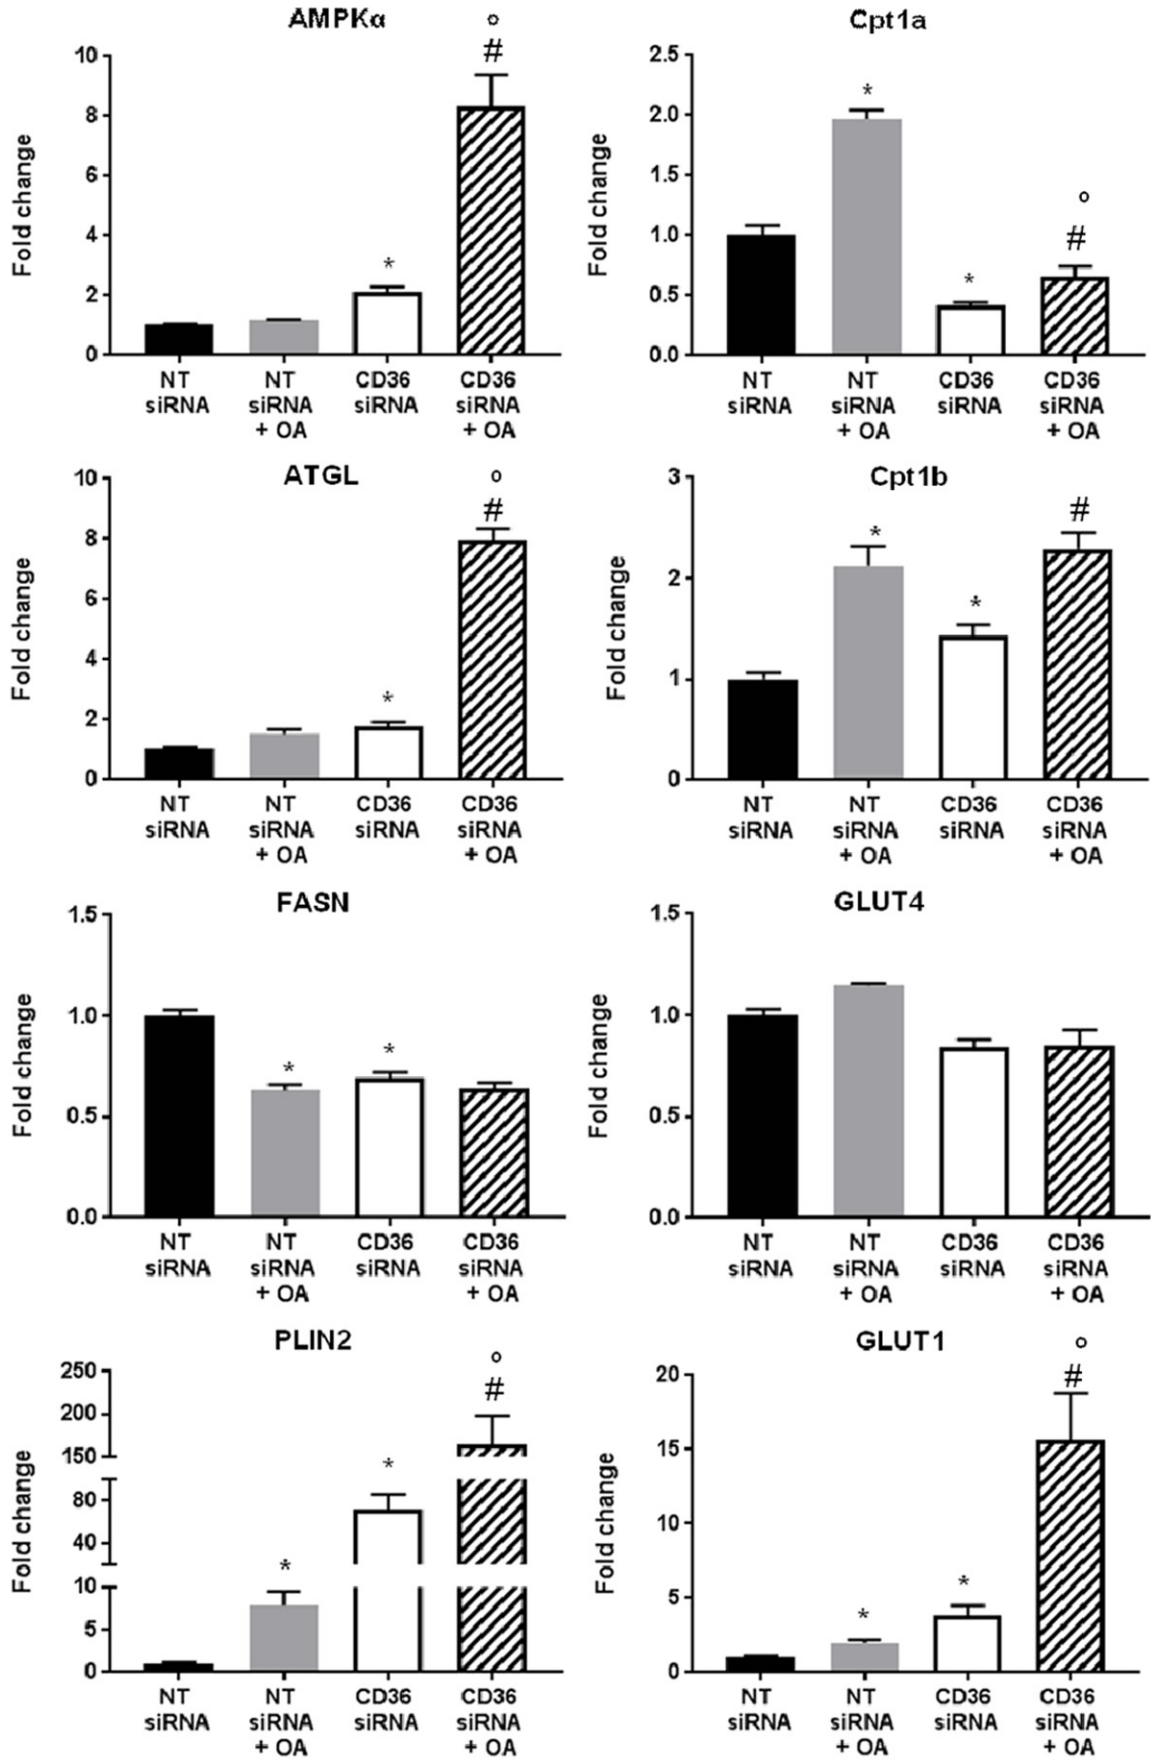 AMPKα
°
#
*
Fold change
10
8
6
4
2
0
NT
siRNA
NT
siRNA
+ OA
CD36
siRNA
CD36
siRNA
+ OA
Cpt1a
*
*
°
#
Fold change
2.5
2.0
1.5
1.0
0.5
0.0
NT
siRNA
NT
siRNA
+ OA
CD36
siRNA
CD36
siRNA
+ OA
ATGL
°
#
*
Fold change
10
8
6
4
2
0
NT
siRNA
NT
siRNA
+ OA
CD36
siRNA
CD36
siRNA
+ OA
Cpt1b
*
*
#
Fold change
3
2
1
0
NT
siRNA
NT
siRNA
+ OA
CD36
siRNA
CD36
siRNA
+ OA
FASN
*
*
Fold change
1.5
1.0
0.5
0.0
NT
siRNA
NT
siRNA
+ OA
CD36
siRNA
CD36
siRNA
+ OA
GLUT4
Fold change
1.5
1.0
0.5
0.0
NT
siRNA
NT
siRNA
+ OA
CD36
siRNA
CD36
siRNA
+ OA
PLIN2
*
*
°
#
Fold change
250
200
150
80
40
10
5
0
NT
siRNA
NT
siRNA
+ OA
CD36
siRNA
CD36
siRNA
+ OA
GLUT1
*
*
°
#
Fold change
20
15
10
5
0
NT
siRNA
NT
siRNA
+ OA
CD36
siRNA
CD36
siRNA
+ OA